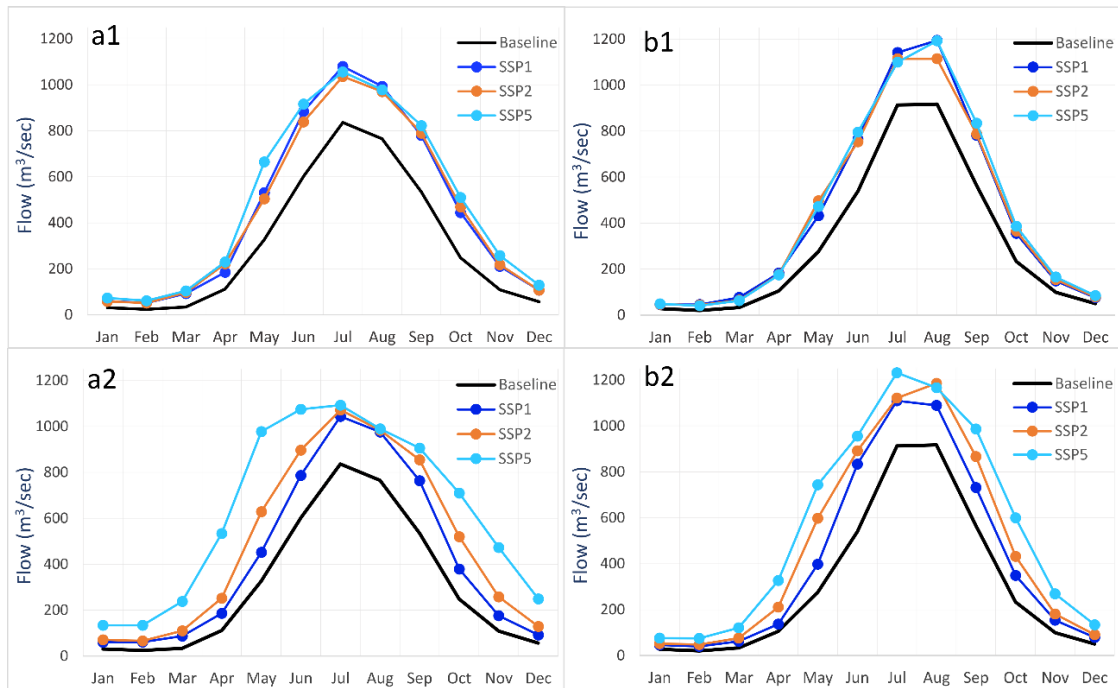 a1
1200
1000
800
600
400
200
0
Flow (m³/sec)
Baseline
SSP1
SSP2
SSP5
Jan Feb Mar Apr May Jun Jul Aug Sep Oct Nov Dec
b1
1200
1000
800
600
400
200
0
Flow (m³/sec)
Baseline
SSP1
SSP2
SSP5
Jan Feb Mar Apr May Jun Jul Aug Sep Oct Nov Dec
a2
1200
1000
800
600
400
200
0
Flow (m³/sec)
Baseline
SSP1
SSP2
SSP5
Jan Feb Mar Apr May Jun Jul Aug Sep Oct Nov Dec
b2
1200
1000
800
600
400
200
0
Flow (m³/sec)
Baseline
SSP1
SSP2
SSP5
Jan Feb Mar Apr May Jun Jul Aug Sep Oct Nov Dec